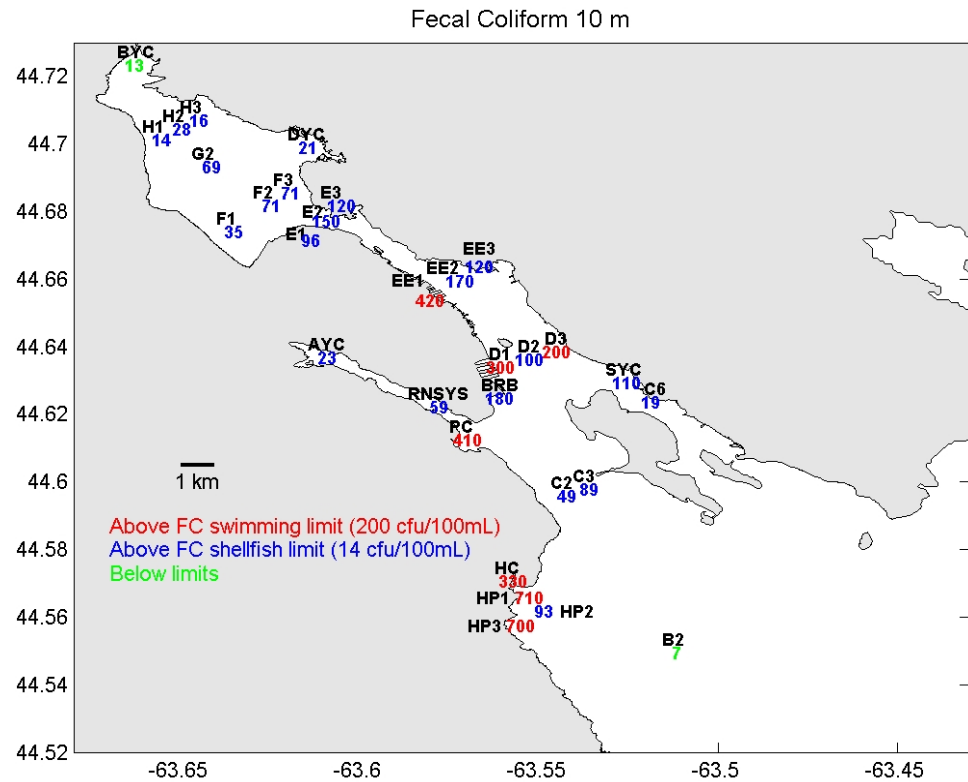 Fecal Coliform 10 m
44.72
44.7
44.68
44.66
44.64
44.62
44.6
44.58
44.56
44.54
44.52
BYC
13
H3
16
H2
28
H1
14
DYC
21
G2
69
F3
71
F2
71
E3
120
E2
150
F1
35
E1
96
EE3
120
EE2
170
EE1
420
D3
200
D2
100
D1
300
AYC
23
SYC
110
BRB
180
C6
19
RNSYS
59
PC
410
1 km
C3
89
C2
49
Above FC swimming limit (200 cfu/100mL)
Above FC shellfish limit (14 cfu/100mL)
Below limits
HC
330
HP1 710
93 HP2
HP3 700
B2
7
-63.65
-63.6
-63.55
-63.5
-63.45